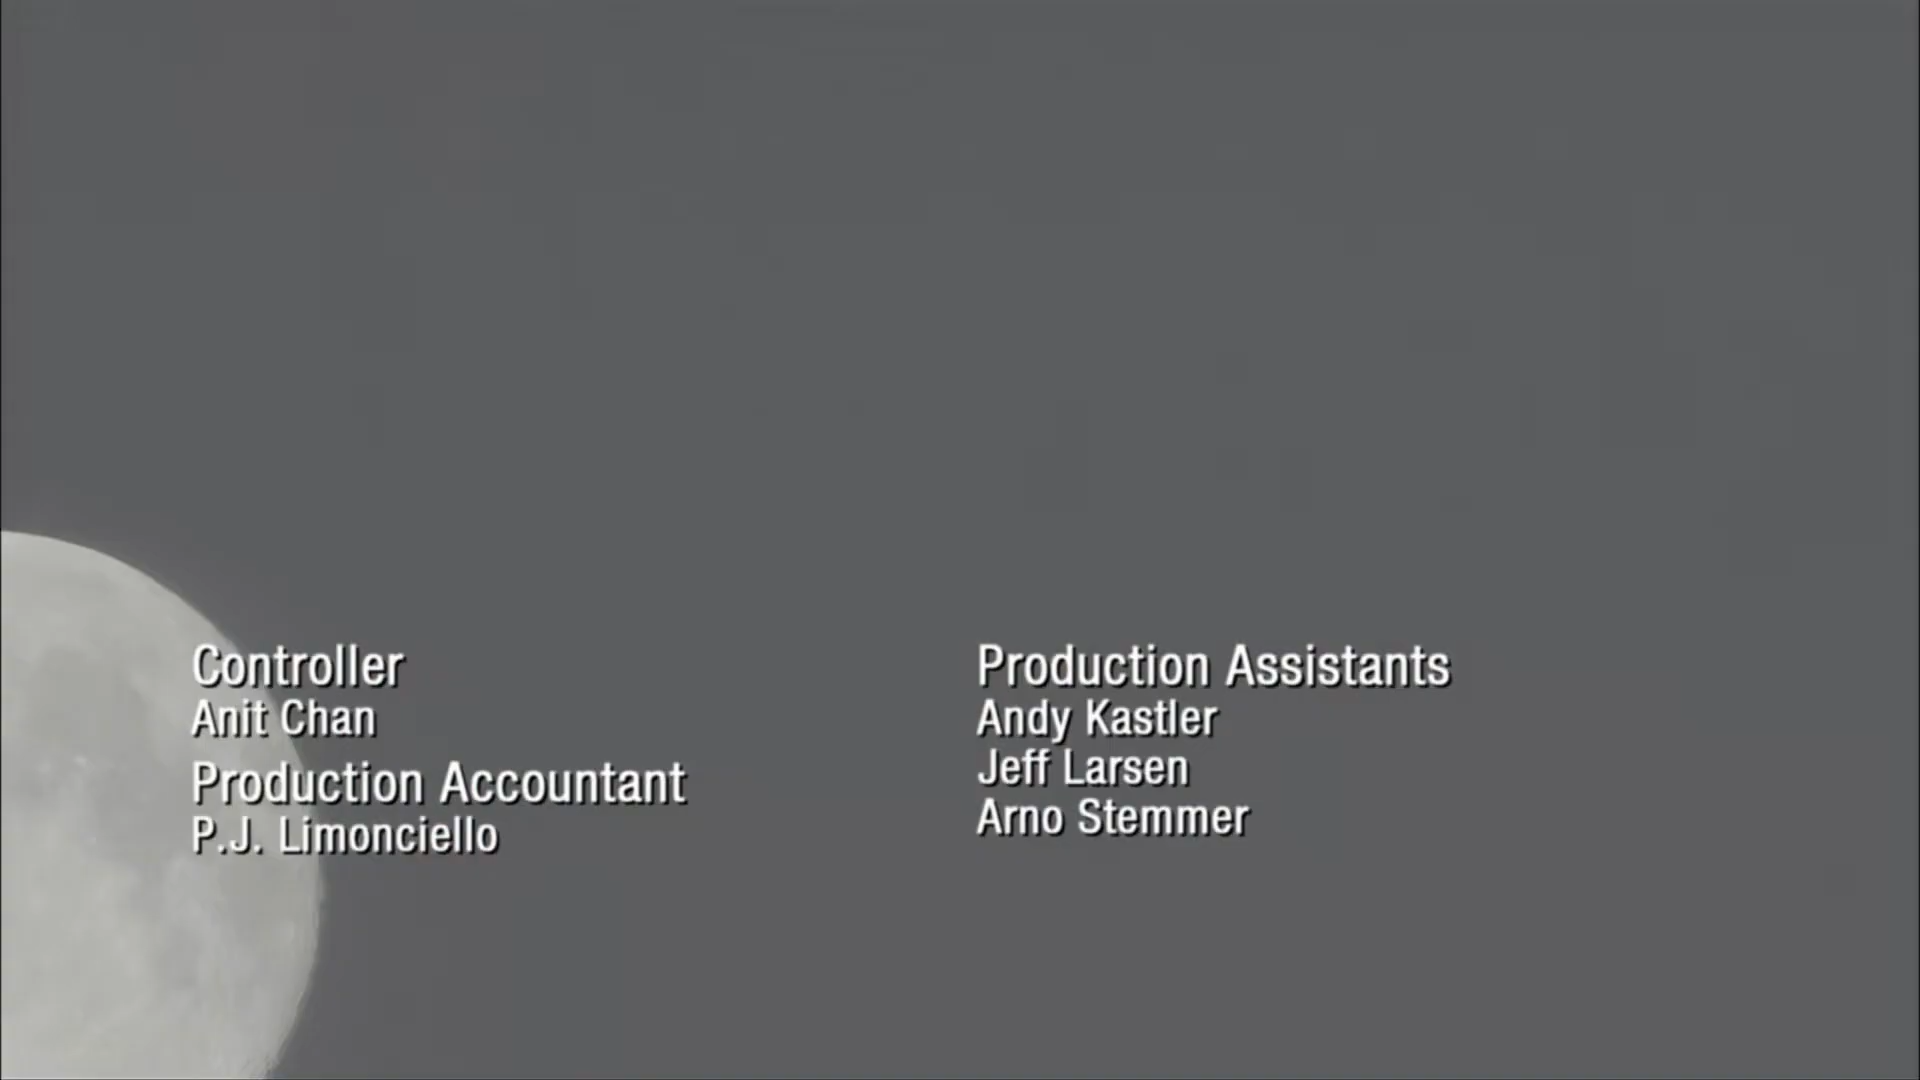 Controller
Anit Chan
Production Accountant
P.J. Limonciello
Production Assistants
Andy Kastler
Jeff Larsen
Arno Stemmer